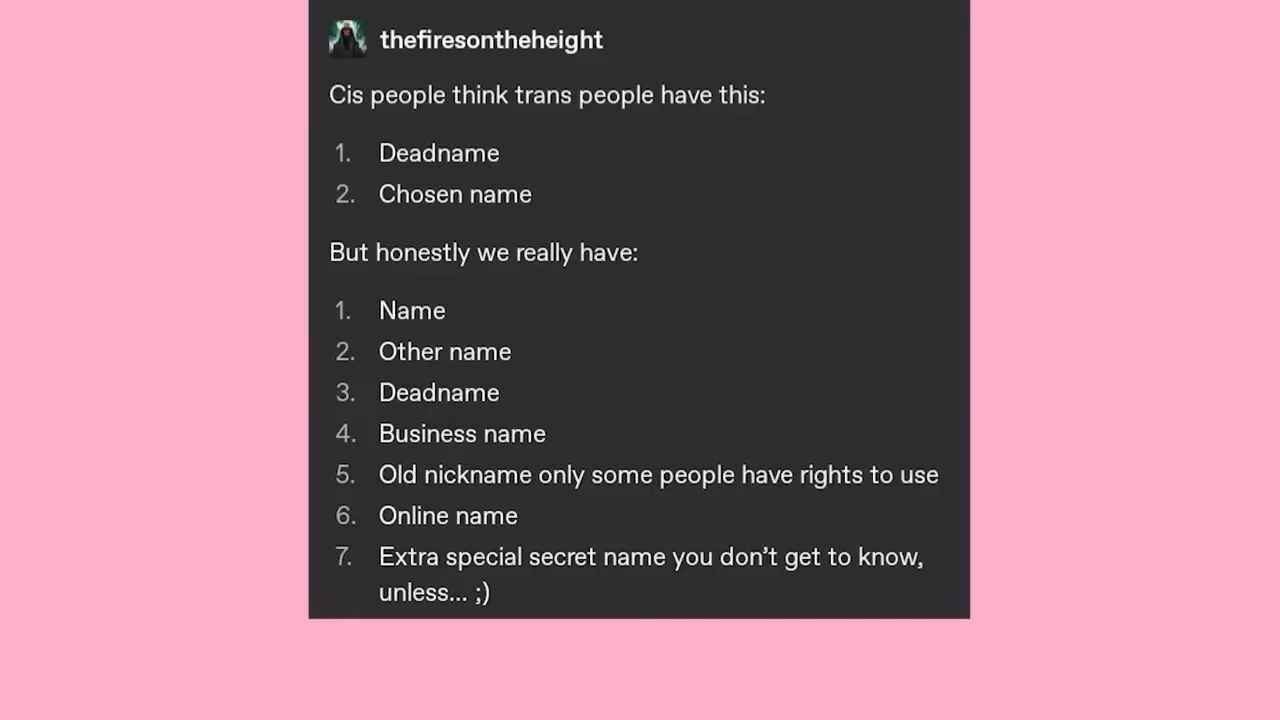 thefiresontheheight
Cis people think trans people have this:
1. Deadname
2. Chosen name
But honestly we really have:
1. Name
2. Other name
3. Deadname
4. Business name
5. Old nickname only some people have rights to use
6. Online name
7. Extra special secret name you don’t get to know,
unless... ;)